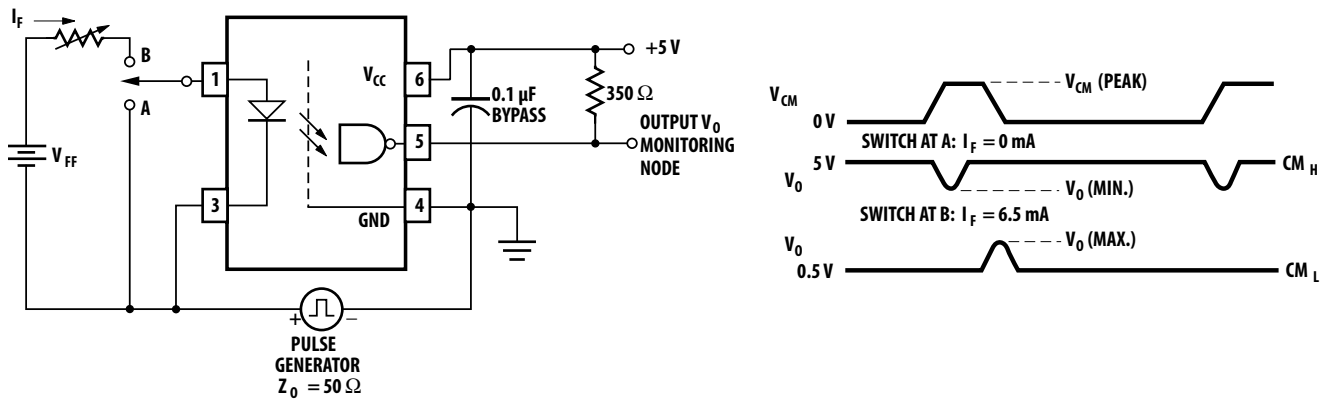 I_F
B
A
V_FF
1
3
V_CC
6
5
GND
4
0.1 µF
BYPASS
+5 V
350 Ω
OUTPUT V_O
MONITORING
NODE
+
–
PULSE
GENERATOR
Z_O = 50 Ω
V_CM
0 V
V_CM (PEAK)
SWITCH AT A: I_F = 0 mA
5 V
V_O
CM_H
V_O (MIN.)
SWITCH AT B: I_F = 6.5 mA
V_O
0.5 V
V_O (MAX.)
CM_L